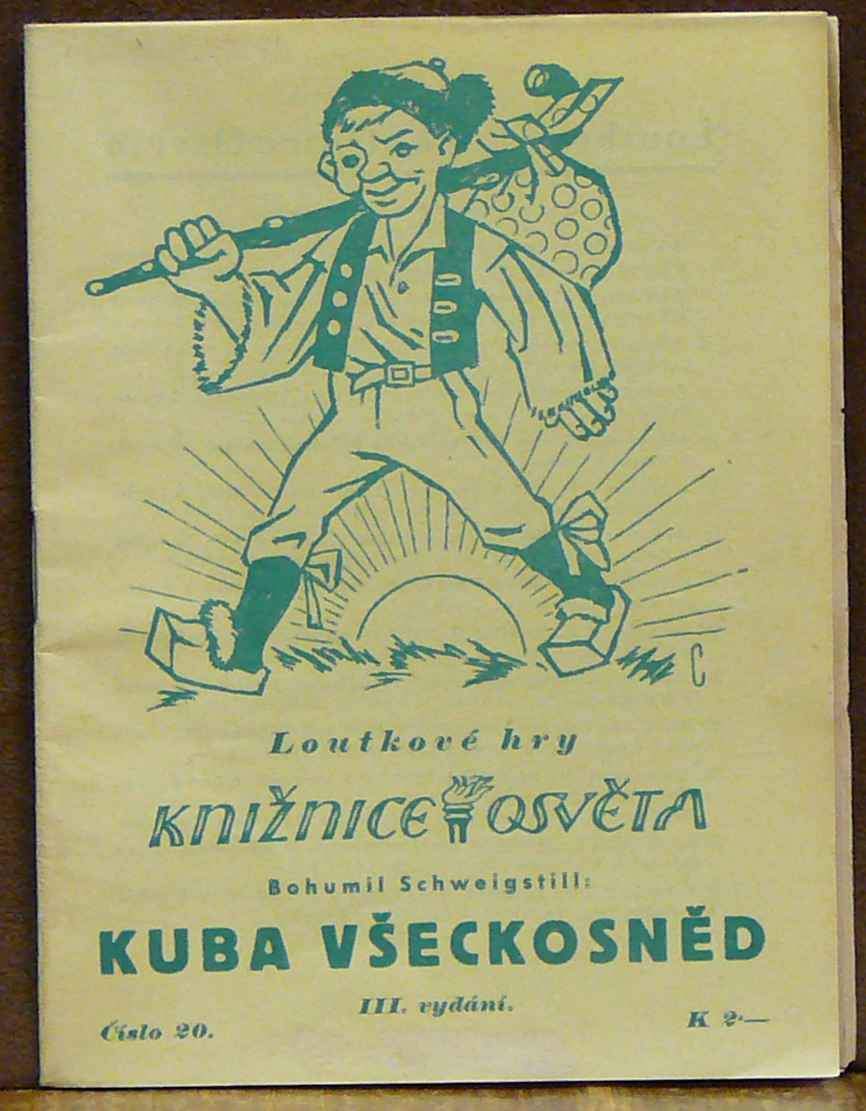 C
Loutkové hry
KNIŽNICE OSVĚTA
Bohumil Schweigstill:
KUBA VŠECKOSNĚD
III. vydání.
Číslo 20.
K 2·—